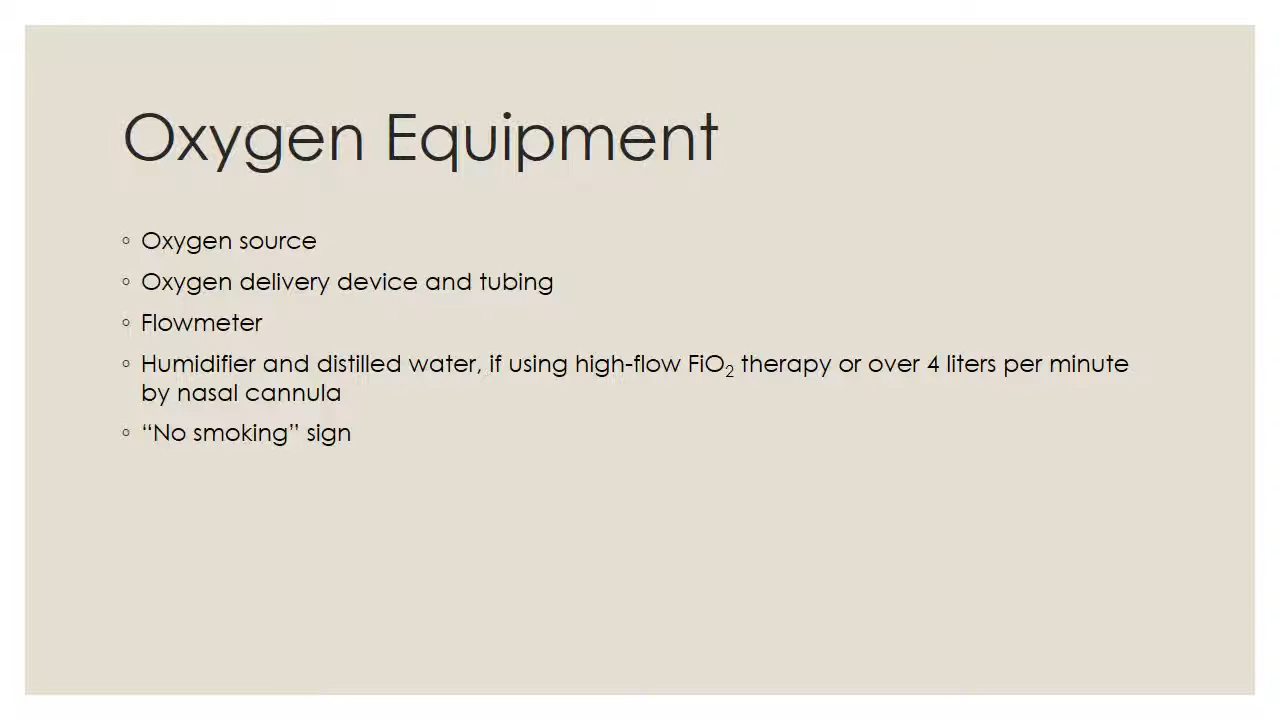 Oxygen Equipment
◦ Oxygen source
◦ Oxygen delivery device and tubing
◦ Flowmeter
◦ Humidifier and distilled water, if using high-flow FiO₂ therapy or over 4 liters per minute
by nasal cannula
◦ “No smoking” sign